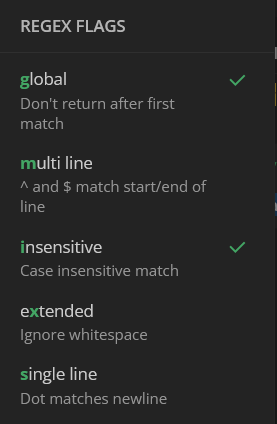 REGEX FLAGS
global
Don't return after first
match
multi line
^ and $ match start/end of
line
insensitive
Case insensitive match
extended
Ignore whitespace
single line
Dot matches newline